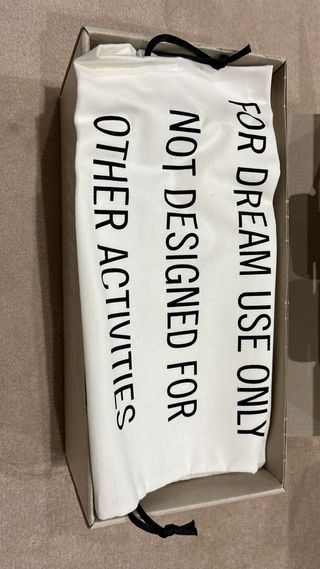 FOR DREAM USE ONLY
NOT DESIGNED FOR
OTHER ACTIVITIES